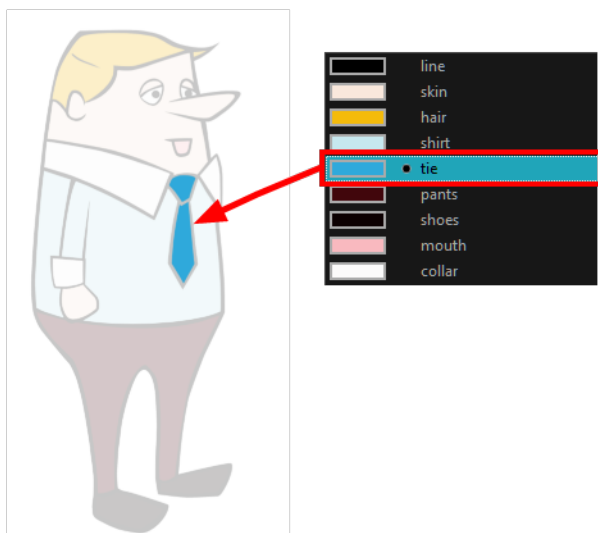 line
skin
hair
shirt
tie
pants
shoes
mouth
collar